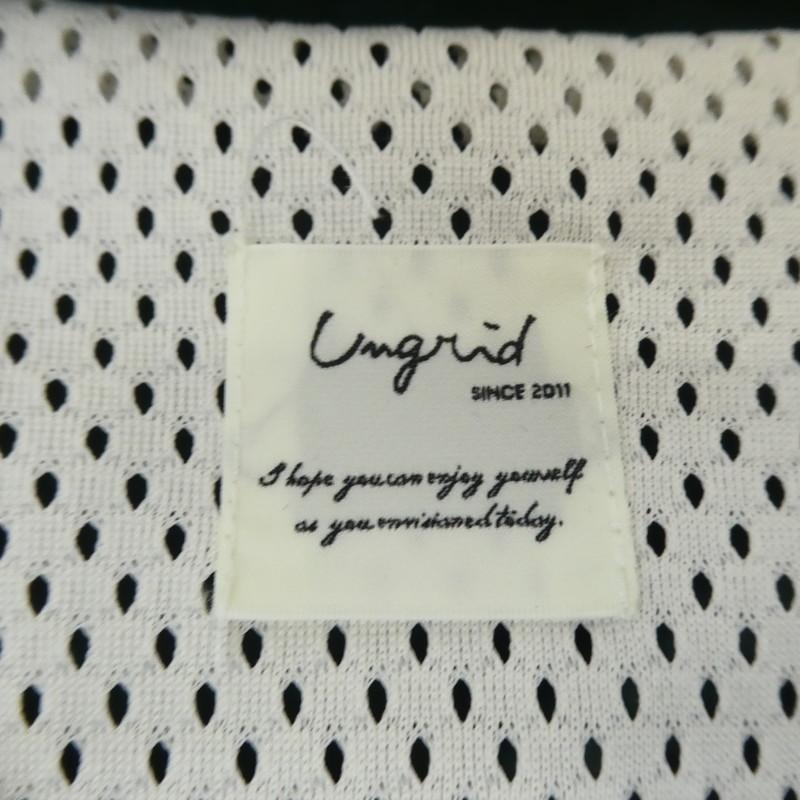 Ungrid
SINCE 2011
I hope you can enjoy yourself
as you envisioned today.